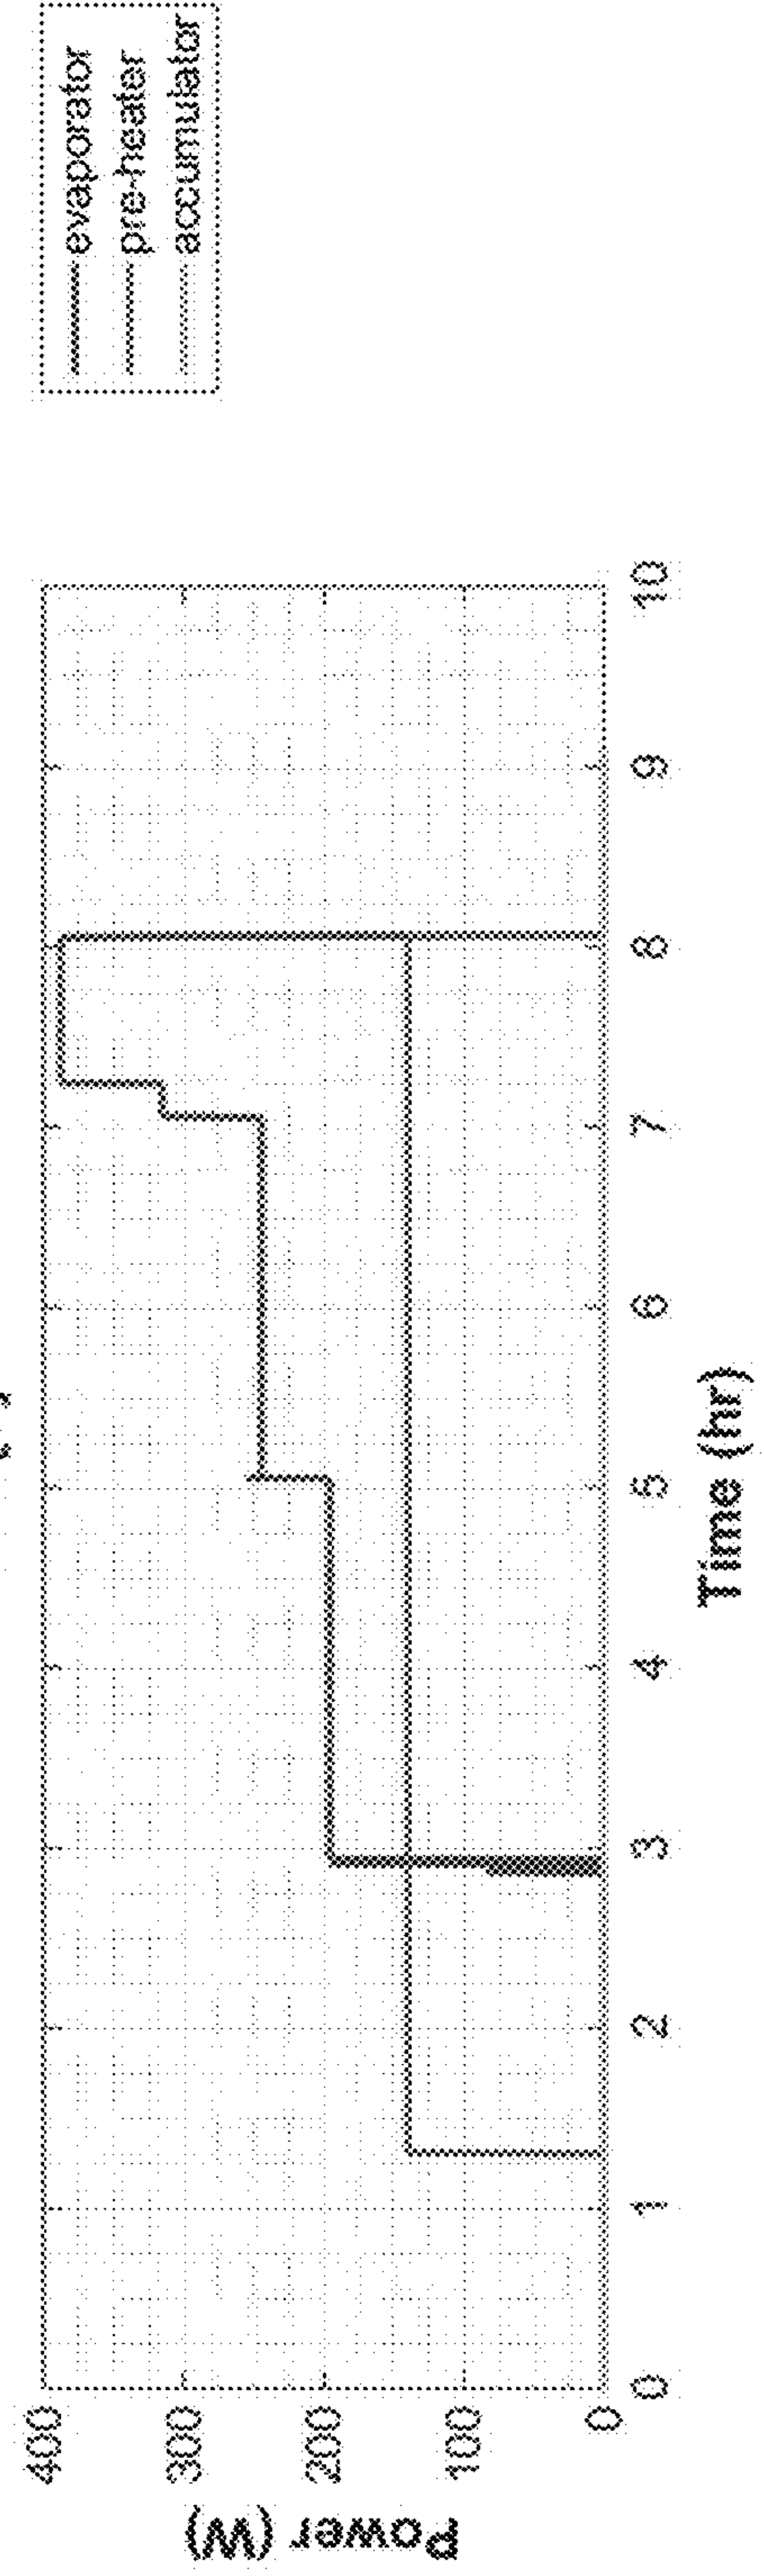 evaporator
pre-heater
accumulator
Power (W)
400
300
200
100
0
0 1 2 3 4 5 6 7 8 9 10
Time (hr)